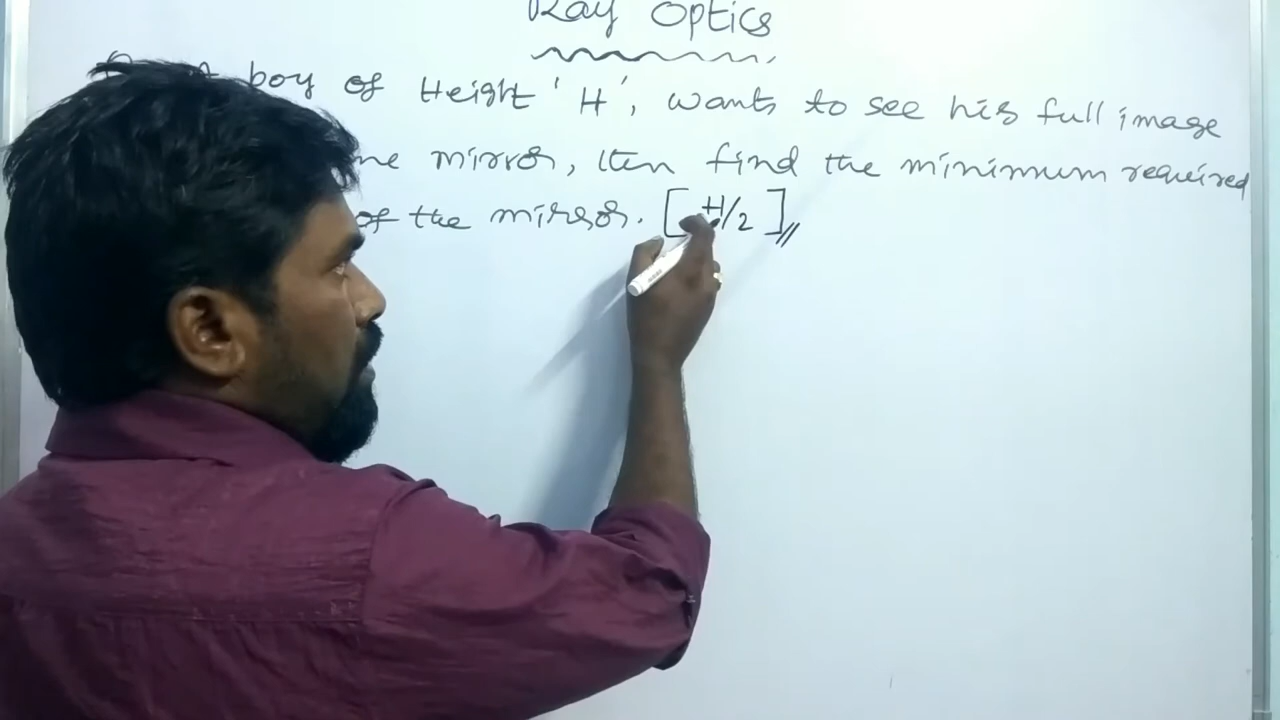 Ray Optics
boy of Height 'H', wants to see his full image
mirror, then find the minimum required
of the mirror. [H/2]